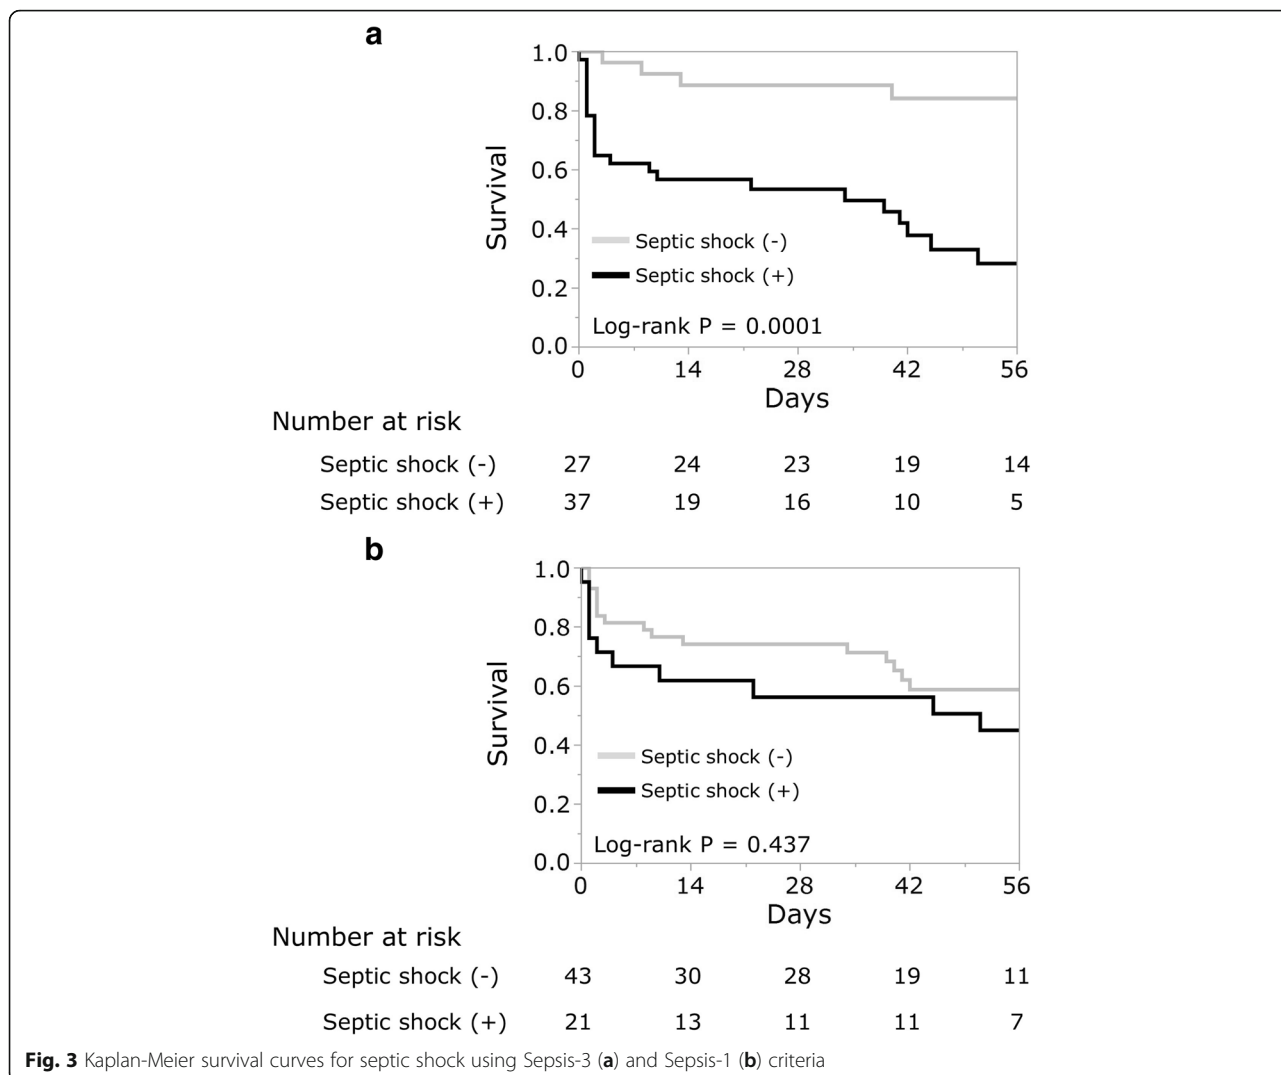 a
1.0
0.8
0.6
0.4
0.2
0.0
Survival
Septic shock (-)
Septic shock (+)
Log-rank P = 0.0001
0 14 28 42 56
Days
Number at risk
Septic shock (-) 27 24 23 19 14
Septic shock (+) 37 19 16 10 5
b
1.0
0.8
0.6
0.4
0.2
0.0
Survival
Septic shock (-)
Septic shock (+)
Log-rank P = 0.437
0 14 28 42 56
Days
Number at risk
Septic shock (-) 43 30 28 19 11
Septic shock (+) 21 13 11 11 7
Fig. 3 Kaplan-Meier survival curves for septic shock using Sepsis-3 (a) and Sepsis-1 (b) criteria